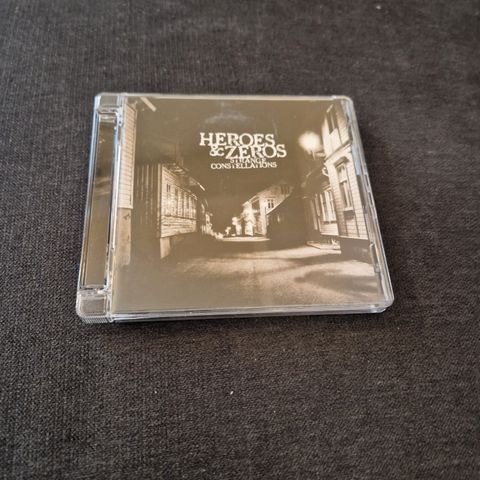 HEROES
& ZEROS
STRANGE
CONSTELLATIONS